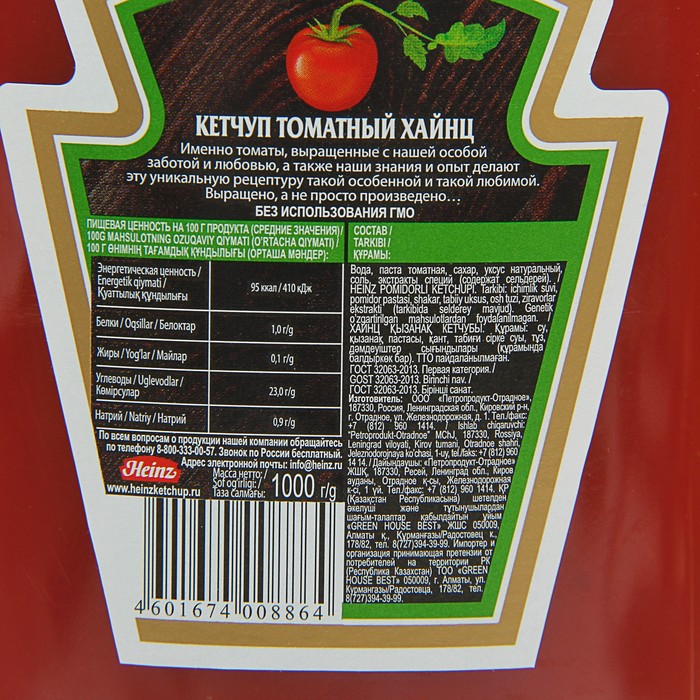 КЕТЧУП ТОМАТНЫЙ ХАЙНЦ
Именно томаты, выращенные с нашей особой
заботой и любовью, а также наши знания и опыт делают
эту уникальную рецептуру такой особенной и такой любимой.
Выращено, а не просто произведено…
БЕЗ ИСПОЛЬЗОВАНИЯ ГМО
ПИЩЕВАЯ ЦЕННОСТЬ НА 100 Г ПРОДУКТА (СРЕДНИЕ ЗНАЧЕНИЯ) /
100G MAHSULOTNING OZUQAVIY QIYMATI (O'RTACHA QIYMATI) /
100 Г ӨНІМНІҢ ТАҒАМДЫҚ ҚҰНДЫЛЫҒЫ (ОРТАША МӘНДЕР):
Энергетическая ценность /
Energetik qiymati /
Қуаттылық құндылығы
95 ккал / 410 кДж
Белки / Oqsillar / Белоктар
1,0 г/g
Жиры / Yog'lar / Майлар
0,1 г/g
Углеводы / Uglevodlar /
Көмірсулар
23,0 г/g
Натрий / Natriy / Натрий
0,9 г/g
По всем вопросам о продукции нашей компании обращайтесь
по телефону 8-800-333-00-57. Звонок по России бесплатный.
Адрес электронной почты: info@heinz.ru
Heinz
www.heinzketchup.ru
Масса нетто: /
Sof og'irligi: /
Таза салмағы:
1000 г/g
4 601674 008864
СОСТАВ /
TARKIBI /
ҚҰРАМЫ:
Вода, паста томатная, сахар, уксус натуральный,
соль, экстракты специй (содержат сельдерей). /
HEINZ POMIDORLI KETCHUPI. Tarkibi: ichimlik suvi,
pomidor pastasi, shakar, tabiiy uksus, osh tuzi, ziravorlar
ekstrakti (tarkibida selderey mavjud). Genetik
o'zgartirilgan mahsulotlardan foydalanilmagan. /
ХАЙНЦ ҚЫЗАНАҚ КЕТЧУБЫ. Құрамы: су,
қызанақ пастасы, қант, табиғи сірке суы, тұз,
дәмдеуіштер сығындылары (құрамында
балдыркөк бар). ГТО пайдаланылмаған.
ГОСТ 32063-2013. Первая категория. /
GOST 32063-2013. Birinchi nav. /
ГОСТ 32063-2013. Бірінші санат.
Изготовитель: ООО «Петропродукт-Отрадное»,
187330, Россия, Ленинградская обл., Кировский р-н,
г. Отрадное, ул. Железнодорожная, д. 1. Тел./факс:
+7 (812) 960 1414. / Ishlab chiqaruvchi:
"Petroprodukt-Otradnoe" MChJ, 187330, Rossiya,
Leningrad viloyati, Kirov tumani, Otradnoe shahri,
Jeleznodorojnaya ko'chasi, 1-uy, tel./faks: +7 (812) 960
14 14. / Дайындаушы: «Петропродукт-Отрадное»
ЖШҚ, 187330, Ресей, Ленинград обл., Киров
ауданы, Отрадное қ-сы, Железнодорожная
к-сі, 1 үй. Тел./факс: +7 (812) 960 1414. ҚР
(Қазақстан Республикасы) шетелден
әкелуші және тұтынушылардан
шағым-талаптар қабылдайтын ұйым
«GREEN HOUSE BEST» ЖШС 050009,
Алматы қ., Құрманғазы/Радостовец к.,
178/82, тел. 8(727)394-39-99. Импортер и
организация принимающая претензии от
потребителей на территории РК
(Республика Казахстан) ТОО «GREEN
HOUSE BEST» 050009, г. Алматы, ул.
Курмангазы/Радостовца, 178/82, тел.
8(727)394-39-99.